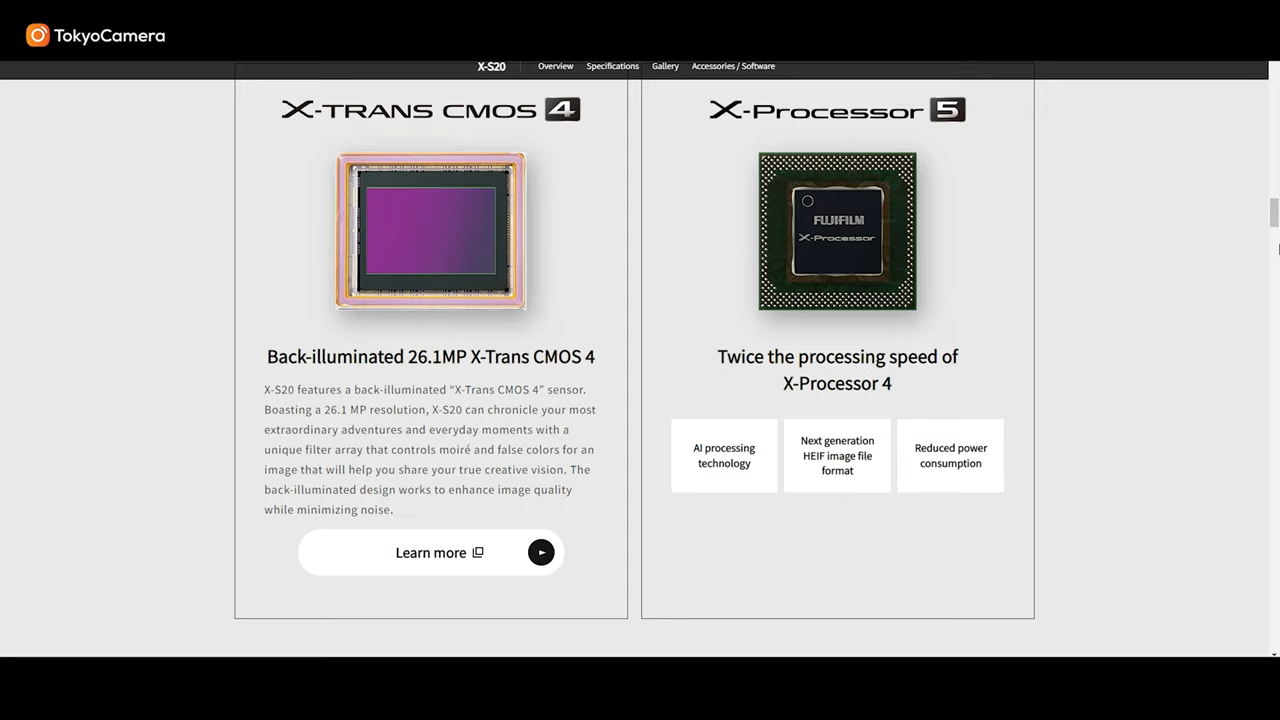 TokyoCamera
X-S20
Overview
Specifications
Gallery
Accessories / Software
X-TRANS CMOS 4
Back-illuminated 26.1MP X-Trans CMOS 4
X-S20 features a back-illuminated “X-Trans CMOS 4” sensor.
Boasting a 26.1 MP resolution, X-S20 can chronicle your most
extraordinary adventures and everyday moments with a
unique filter array that controls moiré and false colors for an
image that will help you share your true creative vision. The
back-illuminated design works to enhance image quality
while minimizing noise.
Learn more
X-Processor 5
FUJIFILM
X-Processor
Twice the processing speed of
X-Processor 4
AI processing
technology
Next generation
HEIF image file
format
Reduced power
consumption